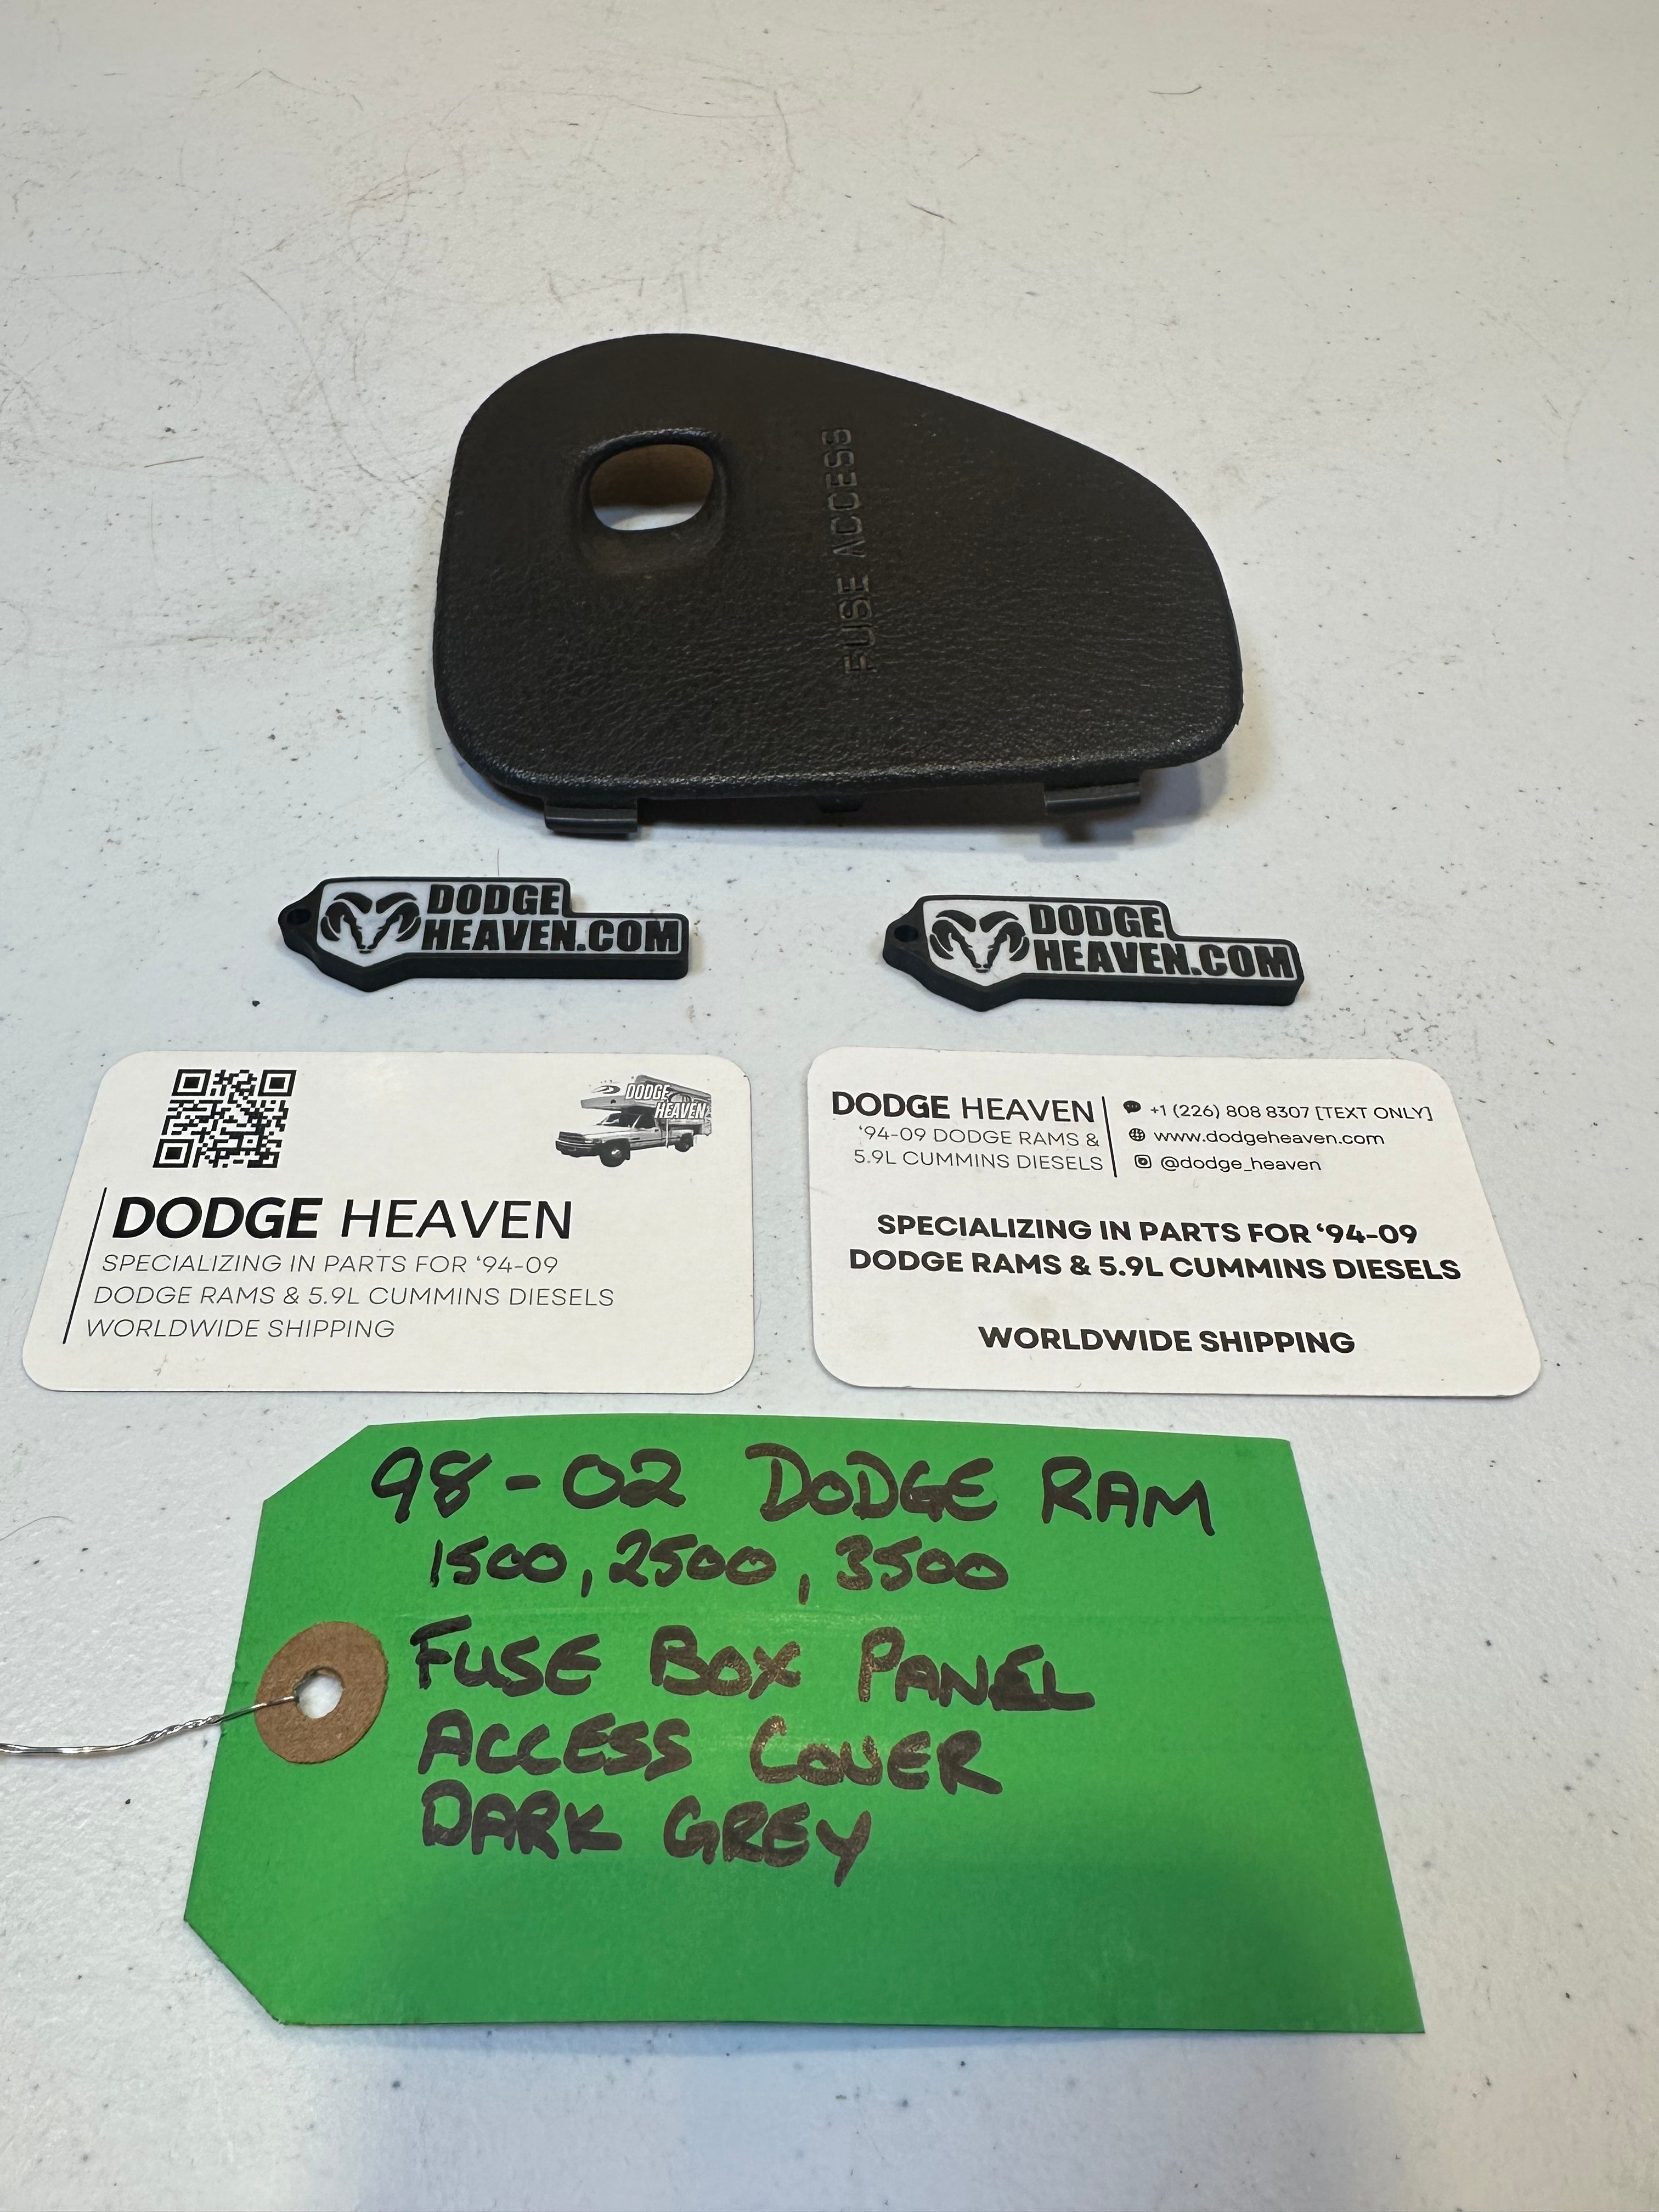 FUSE ACCESS
DODGE
HEAVEN.COM
DODGE
HEAVEN.COM
DODGE
HEAVEN
DODGE HEAVEN
SPECIALIZING IN PARTS FOR ‘94-09
DODGE RAMS & 5.9L CUMMINS DIESELS
WORLDWIDE SHIPPING
DODGE HEAVEN
‘94-09 DODGE RAMS &
5.9L CUMMINS DIESELS
+1 (226) 808 8307 [TEXT ONLY]
www.dodgeheaven.com
@dodge_heaven
SPECIALIZING IN PARTS FOR ‘94-09
DODGE RAMS & 5.9L CUMMINS DIESELS
WORLDWIDE SHIPPING
98-02 DODGE RAM
1500, 2500, 3500
FUSE BOX PANEL
ACCESS COVER
DARK GREY